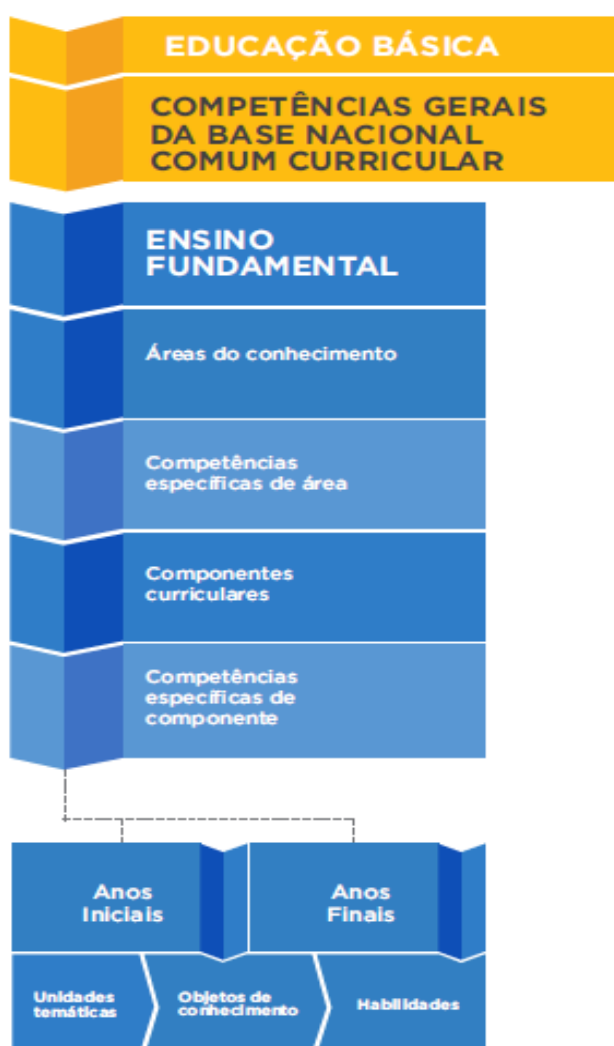 EDUCAÇÃO BÁSICA
COMPETÊNCIAS GERAIS
DA BASE NACIONAL
COMUM CURRICULAR
ENSINO
FUNDAMENTAL
Áreas do conhecimento
Competências
específicas de área
Componentes
curriculares
Competências
específicas de
componente
Anos
Iniciais
Anos
Finais
Unidades
temáticas
Objetos de
conhecimento
Habilidades